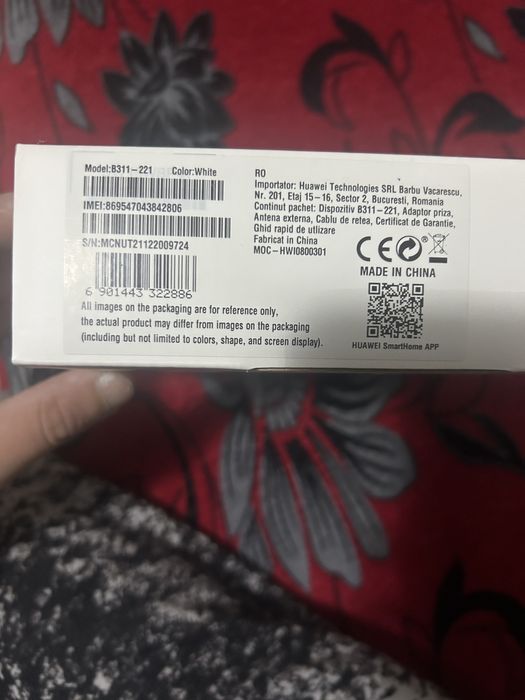 Model:B311-221 Color:White
IMEI:869547043842806
S/N:MCNUT21122009724
6 901443 322886
All images on the packaging are for reference only,
the actual product may differ from images on the packaging
(including but not limited to colors, shape, and screen display).
RO
Importator: Huawei Technologies SRL Barbu Vacarescu,
Nr. 201, Etaj 15-16, Sector 2, Bucuresti, Romania
Continut pachet: Dispozitiv B311-221, Adaptor priza,
Antena externa, Cablu de retea, Certificat de Garantie,
Ghid rapid de utlizare
Fabricat in China
MOC-HWI0800301
CE
MADE IN CHINA
HUAWEI SmartHome APP